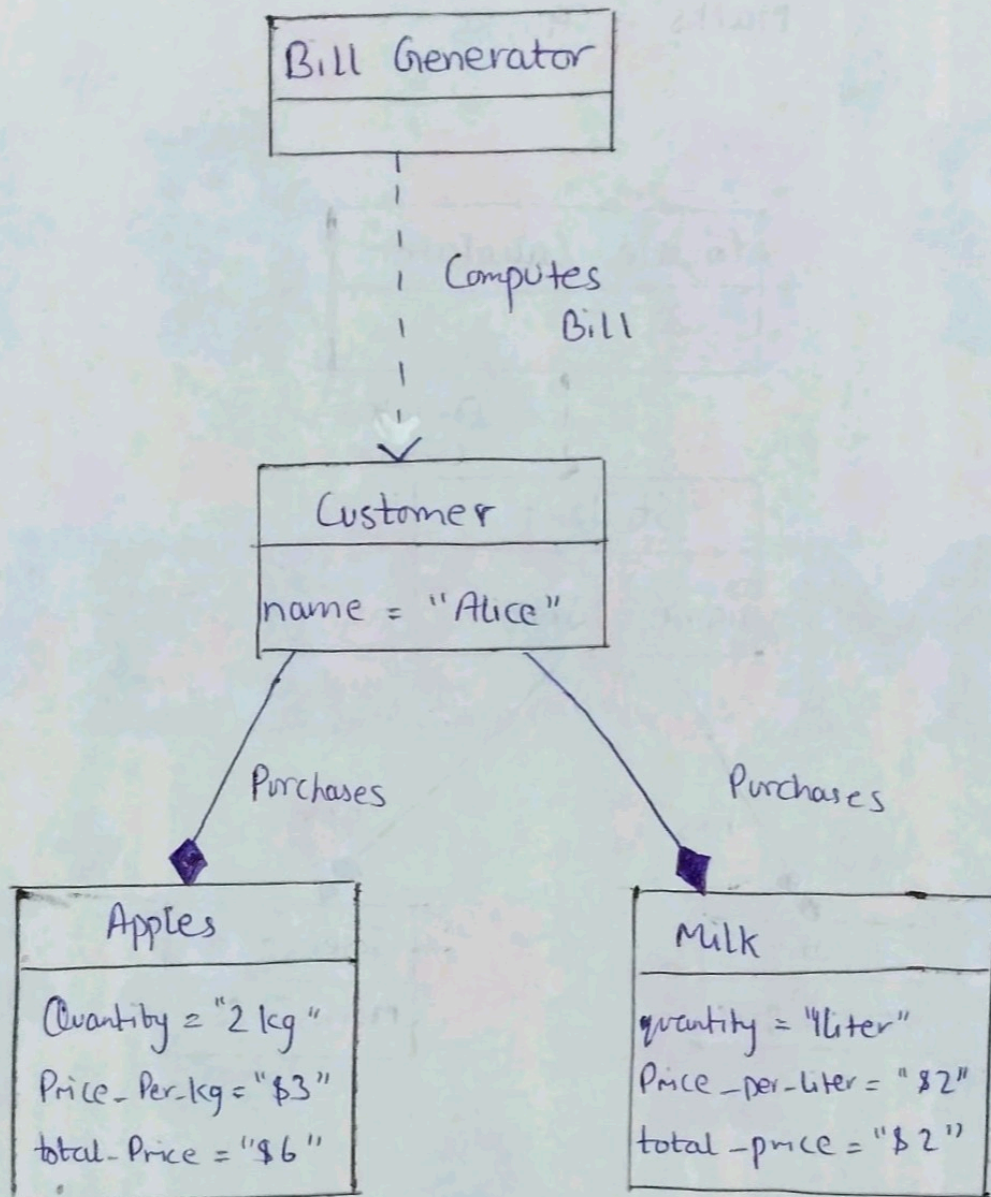 Bill Generator
Computes
Bill
Customer
name = "Alice"
Purchases
Purchases
Apples
Quantity = "2 kg"
Price_Per_kg = "$3"
total_Price = "$6"
Milk
quantity = "1liter"
Price_per_liter = "$2"
total_price = "$2"